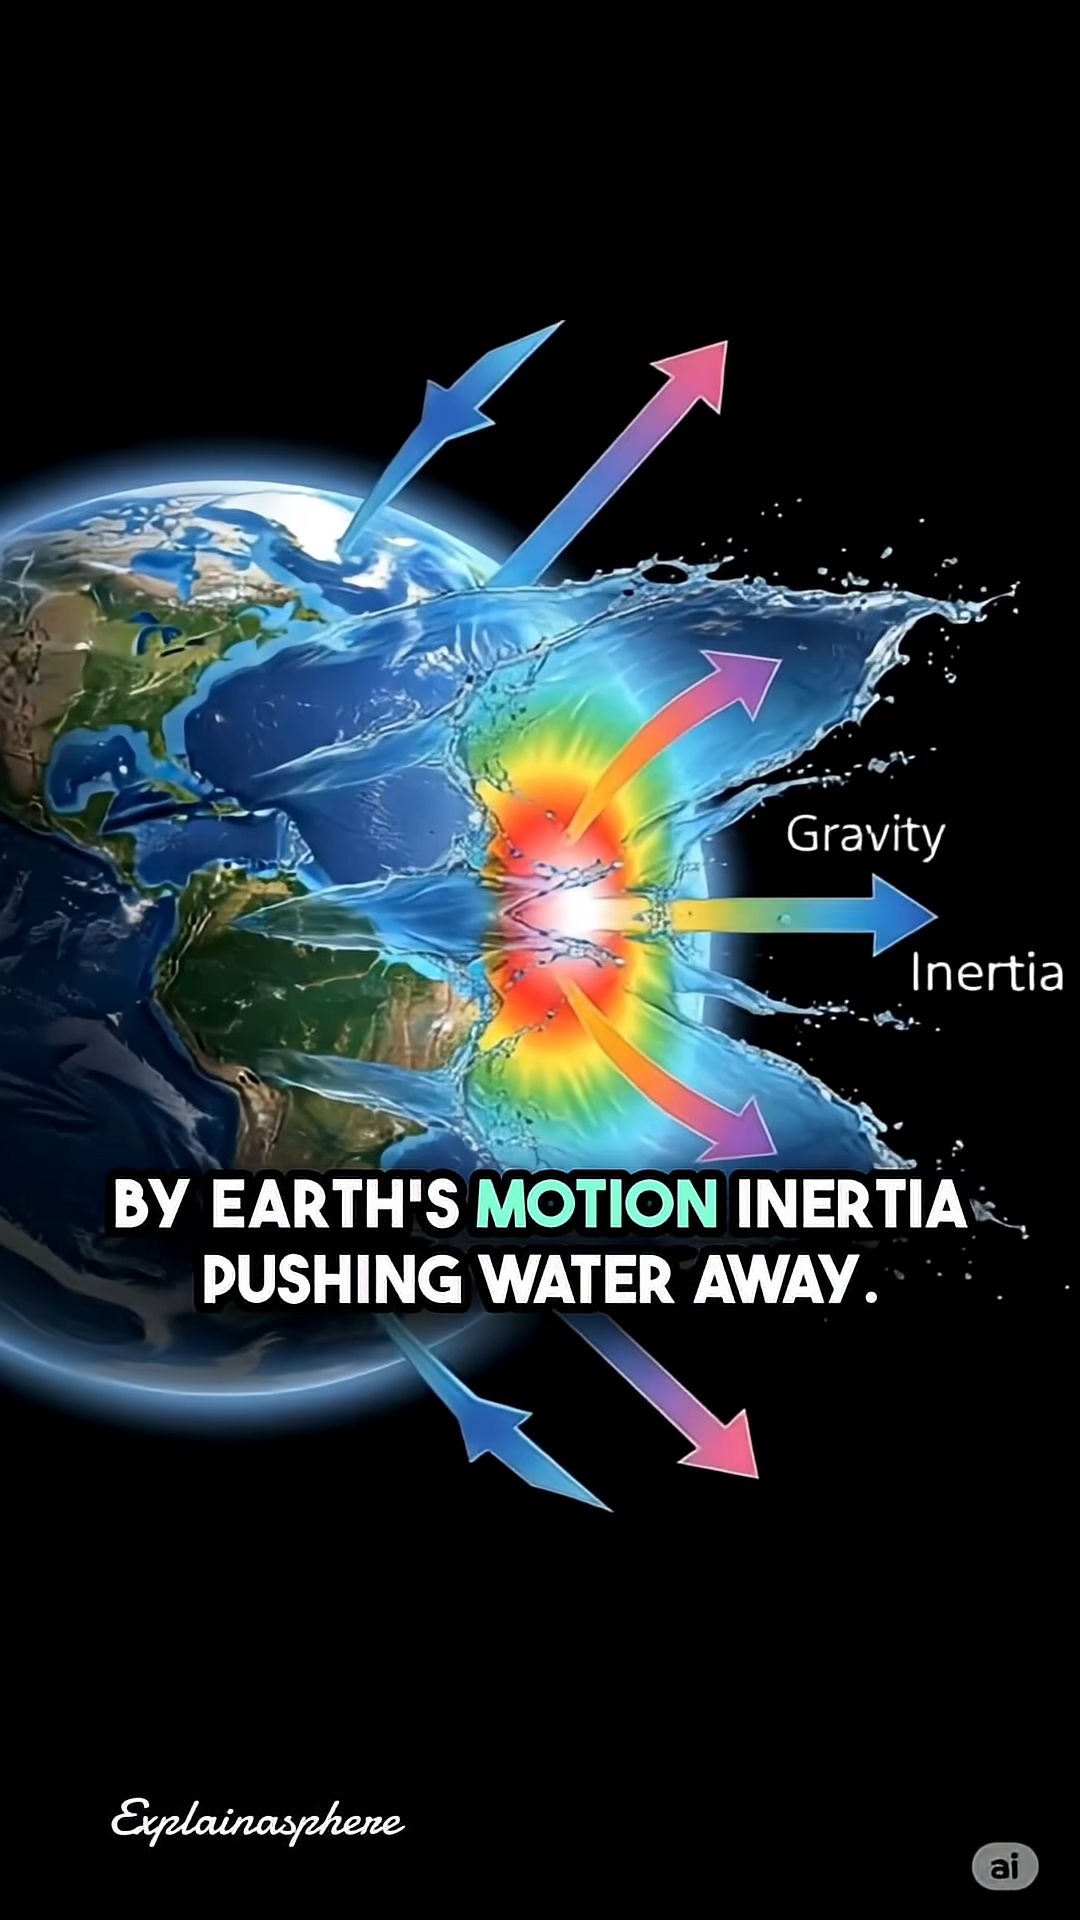 Gravity
Inertia
BY EARTH'S MOTION INERTIA
PUSHING WATER AWAY.
Explainasphere
ai